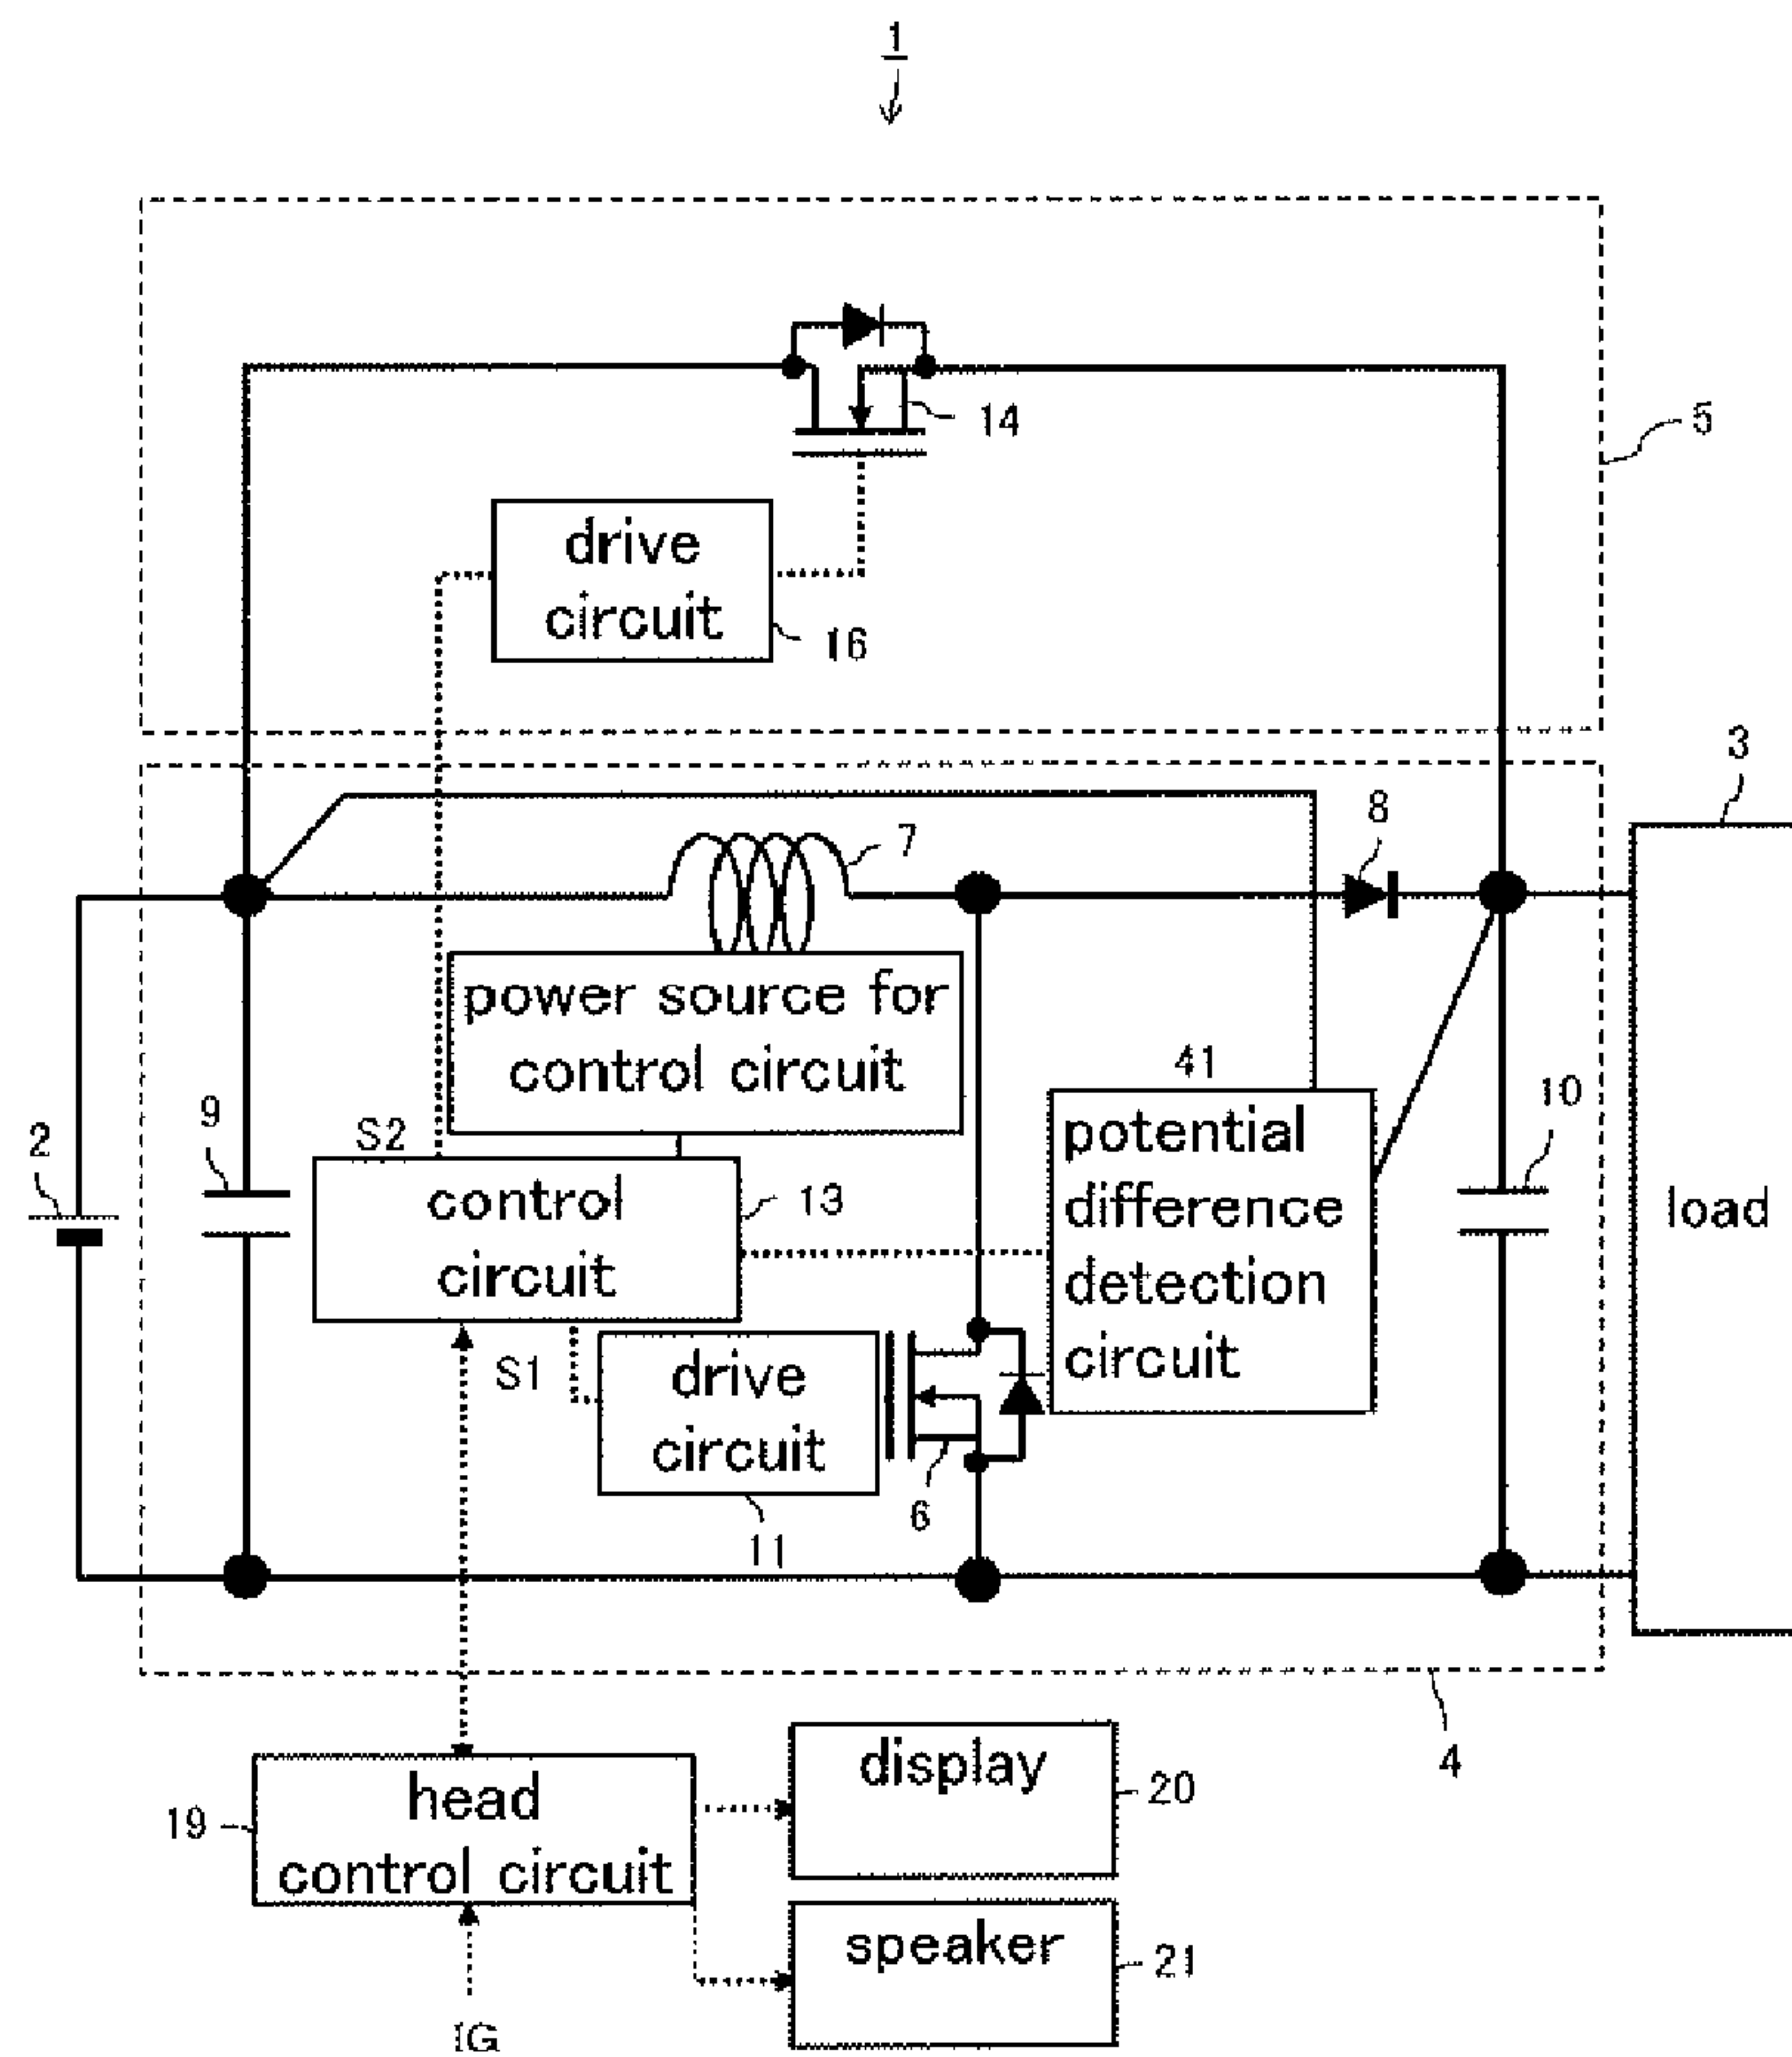 1
14
5
drive
circuit
16
3
7
8
power source for
control circuit
41
potential
difference
detection
circuit
10
9
2
S2
control
circuit
13
load
S1
drive
circuit
11
6
4
display
20
head
control circuit
19
speaker
21
IG